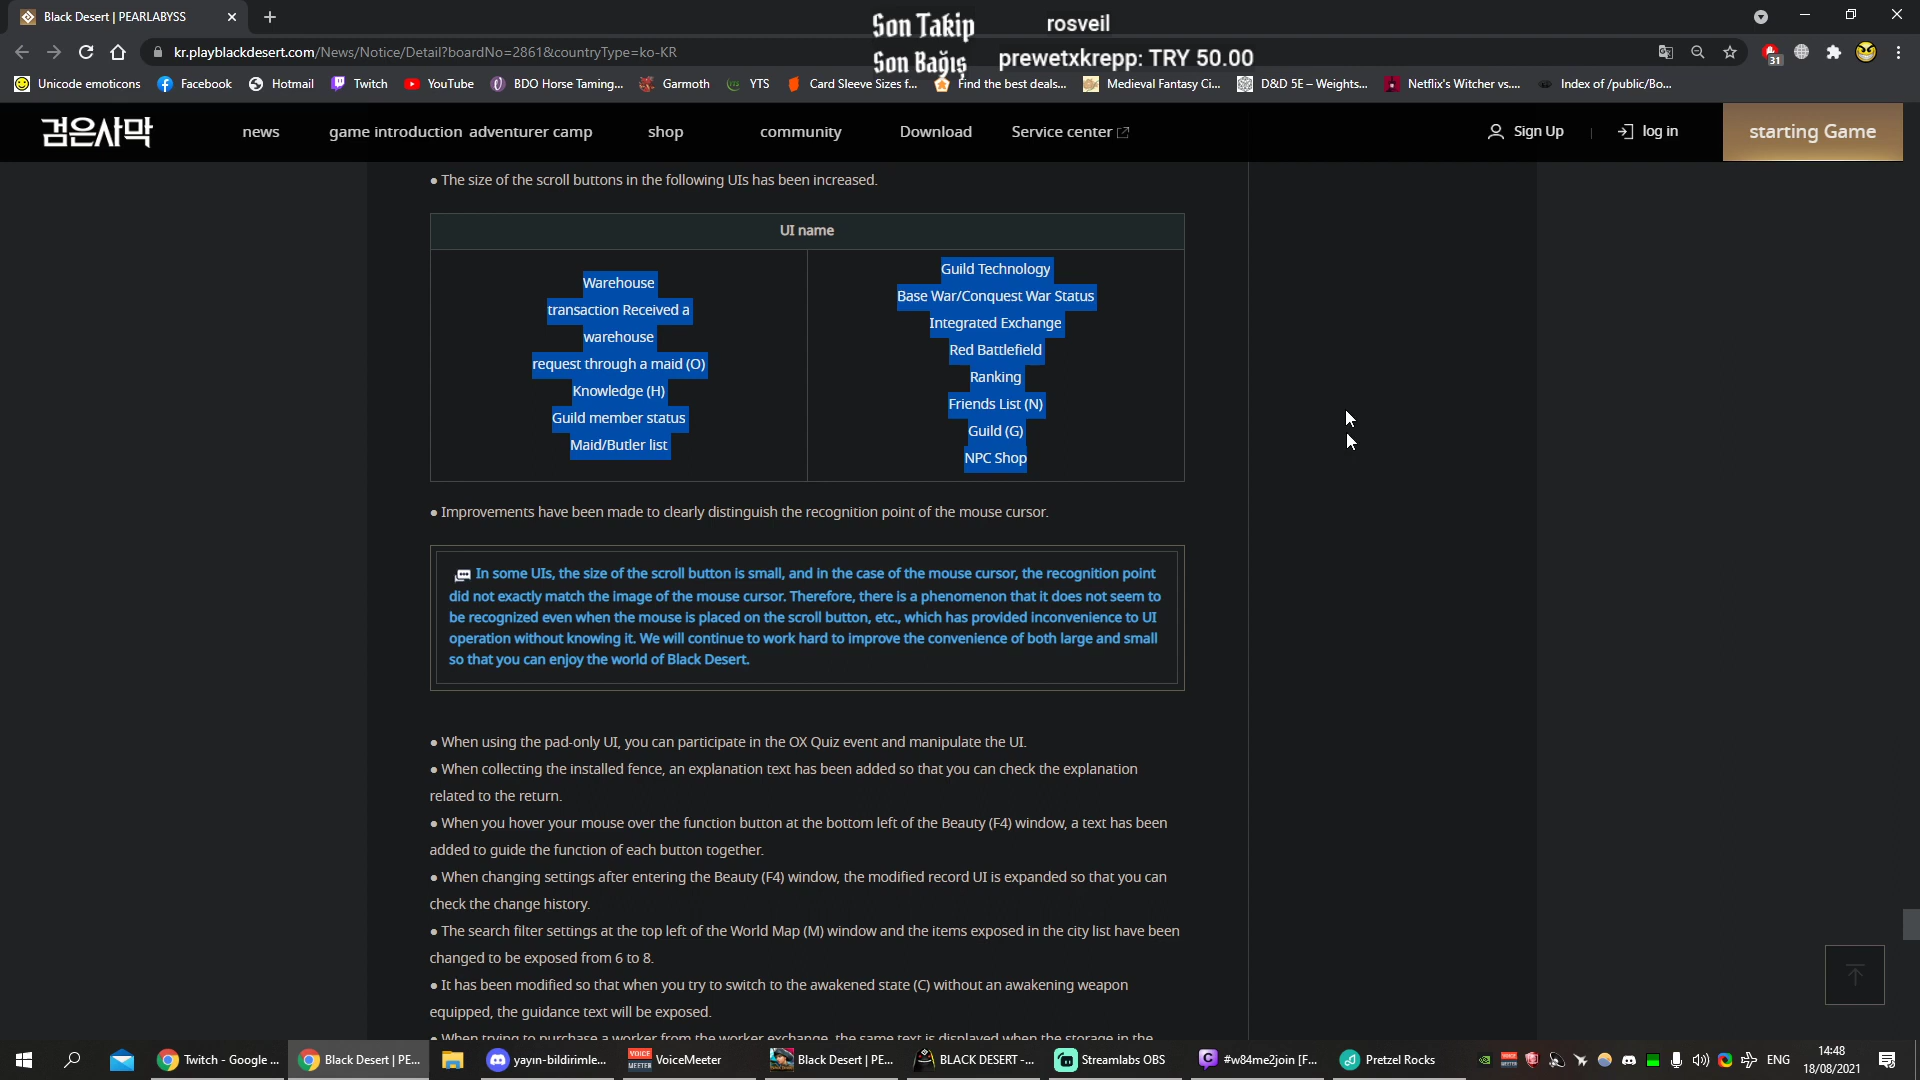 Black Desert | PEARLABYSS
Son Takip rosveil
Son Bağış prewetxkrepp: TRY 50.00
kr.playblackdesert.com/News/Notice/Detail?boardNo=2861&countryType=ko-KR
31
Unicode emoticons Facebook Hotmail Twitch YouTube BDO Horse Taming... Garmoth YTS Card Sleeve Sizes f... Find the best deals... Medieval Fantasy Ci... D&D 5E – Weights... Netflix's Witcher vs.... Index of /public/Bo...
검은사막 news game introduction adventurer camp shop community Download Service center Sign Up log in starting Game
● The size of the scroll buttons in the following UIs has been increased.
UI name
Warehouse
transaction Received a
warehouse
request through a maid (O)
Knowledge (H)
Guild member status
Maid/Butler list
Guild Technology
Base War/Conquest War Status
Integrated Exchange
Red Battlefield
Ranking
Friends List (N)
Guild (G)
NPC Shop
● Improvements have been made to clearly distinguish the recognition point of the mouse cursor.
In some UIs, the size of the scroll button is small, and in the case of the mouse cursor, the recognition point
did not exactly match the image of the mouse cursor. Therefore, there is a phenomenon that it does not seem to
be recognized even when the mouse is placed on the scroll button, etc., which has provided inconvenience to UI
operation without knowing it. We will continue to work hard to improve the convenience of both large and small
so that you can enjoy the world of Black Desert.
● When using the pad-only UI, you can participate in the OX Quiz event and manipulate the UI.
● When collecting the installed fence, an explanation text has been added so that you can check the explanation
related to the return.
● When you hover your mouse over the function button at the bottom left of the Beauty (F4) window, a text has been
added to guide the function of each button together.
● When changing settings after entering the Beauty (F4) window, the modified record UI is expanded so that you can
check the change history.
● The search filter settings at the top left of the World Map (M) window and the items exposed in the city list have been
changed to be exposed from 6 to 8.
● It has been modified so that when you try to switch to the awakened state (C) without an awakening weapon
equipped, the guidance text will be exposed.
● When trying to purchase a worker from the worker exchange, the same text is displayed when the storage in the
Twitch - Google ... Black Desert | PE... yayın-bildirimle... VoiceMeeter Black Desert | PE... BLACK DESERT -... Streamlabs OBS #w84me2join [F... Pretzel Rocks ENG 14:48
18/08/2021